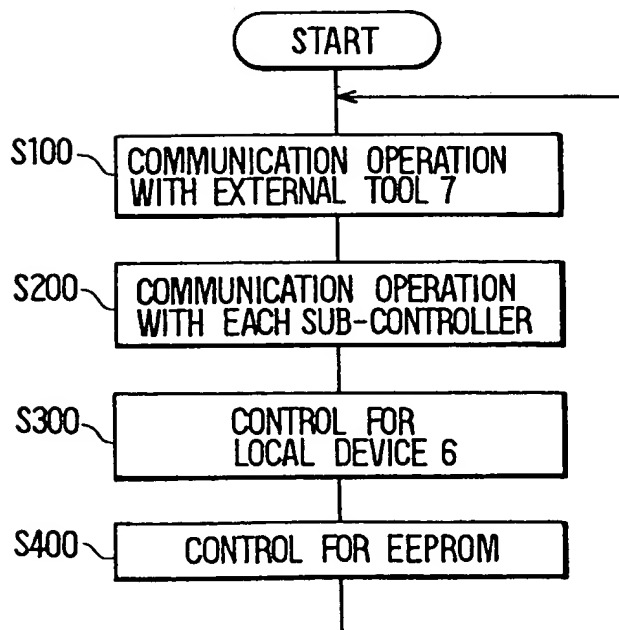 START
S100
COMMUNICATION OPERATION
WITH EXTERNAL TOOL 7
S200
COMMUNICATION OPERATION
WITH EACH SUB-CONTROLLER
S300
CONTROL FOR
LOCAL DEVICE 6
S400
CONTROL FOR EEPROM